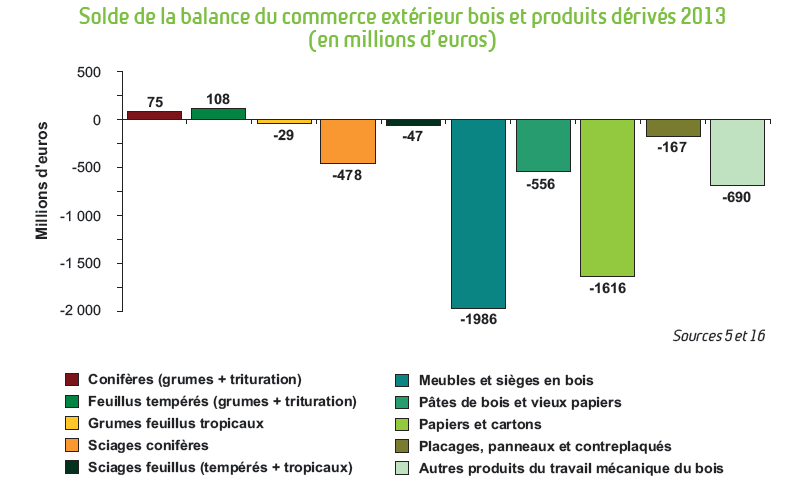 Solde de la balance du commerce extérieur bois et produits dérivés 2013
(en millions d'euros)
Millions d'euros
500
0
-500
-1 000
-1 500
-2 000
75
108
-29
-478
-47
-1986
-556
-1616
-167
-690
Sources 5 et 16
Conifères (grumes + trituration)
Feuillus tempérés (grumes + trituration)
Grumes feuillus tropicaux
Sciages conifères
Sciages feuillus (tempérés + tropicaux)
Meubles et sièges en bois
Pâtes de bois et vieux papiers
Papiers et cartons
Placages, panneaux et contreplaqués
Autres produits du travail mécanique du bois